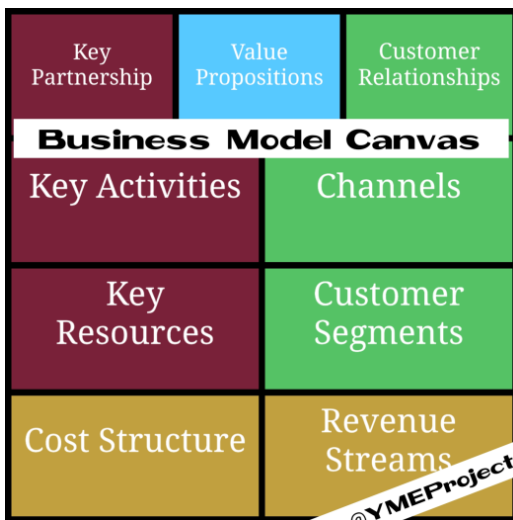 Key
Partnership
Value
Propositions
Customer
Relationships
Business Model Canvas
Key Activities
Channels
Key
Resources
Customer
Segments
Cost Structure
Revenue
Streams
@YMEProject